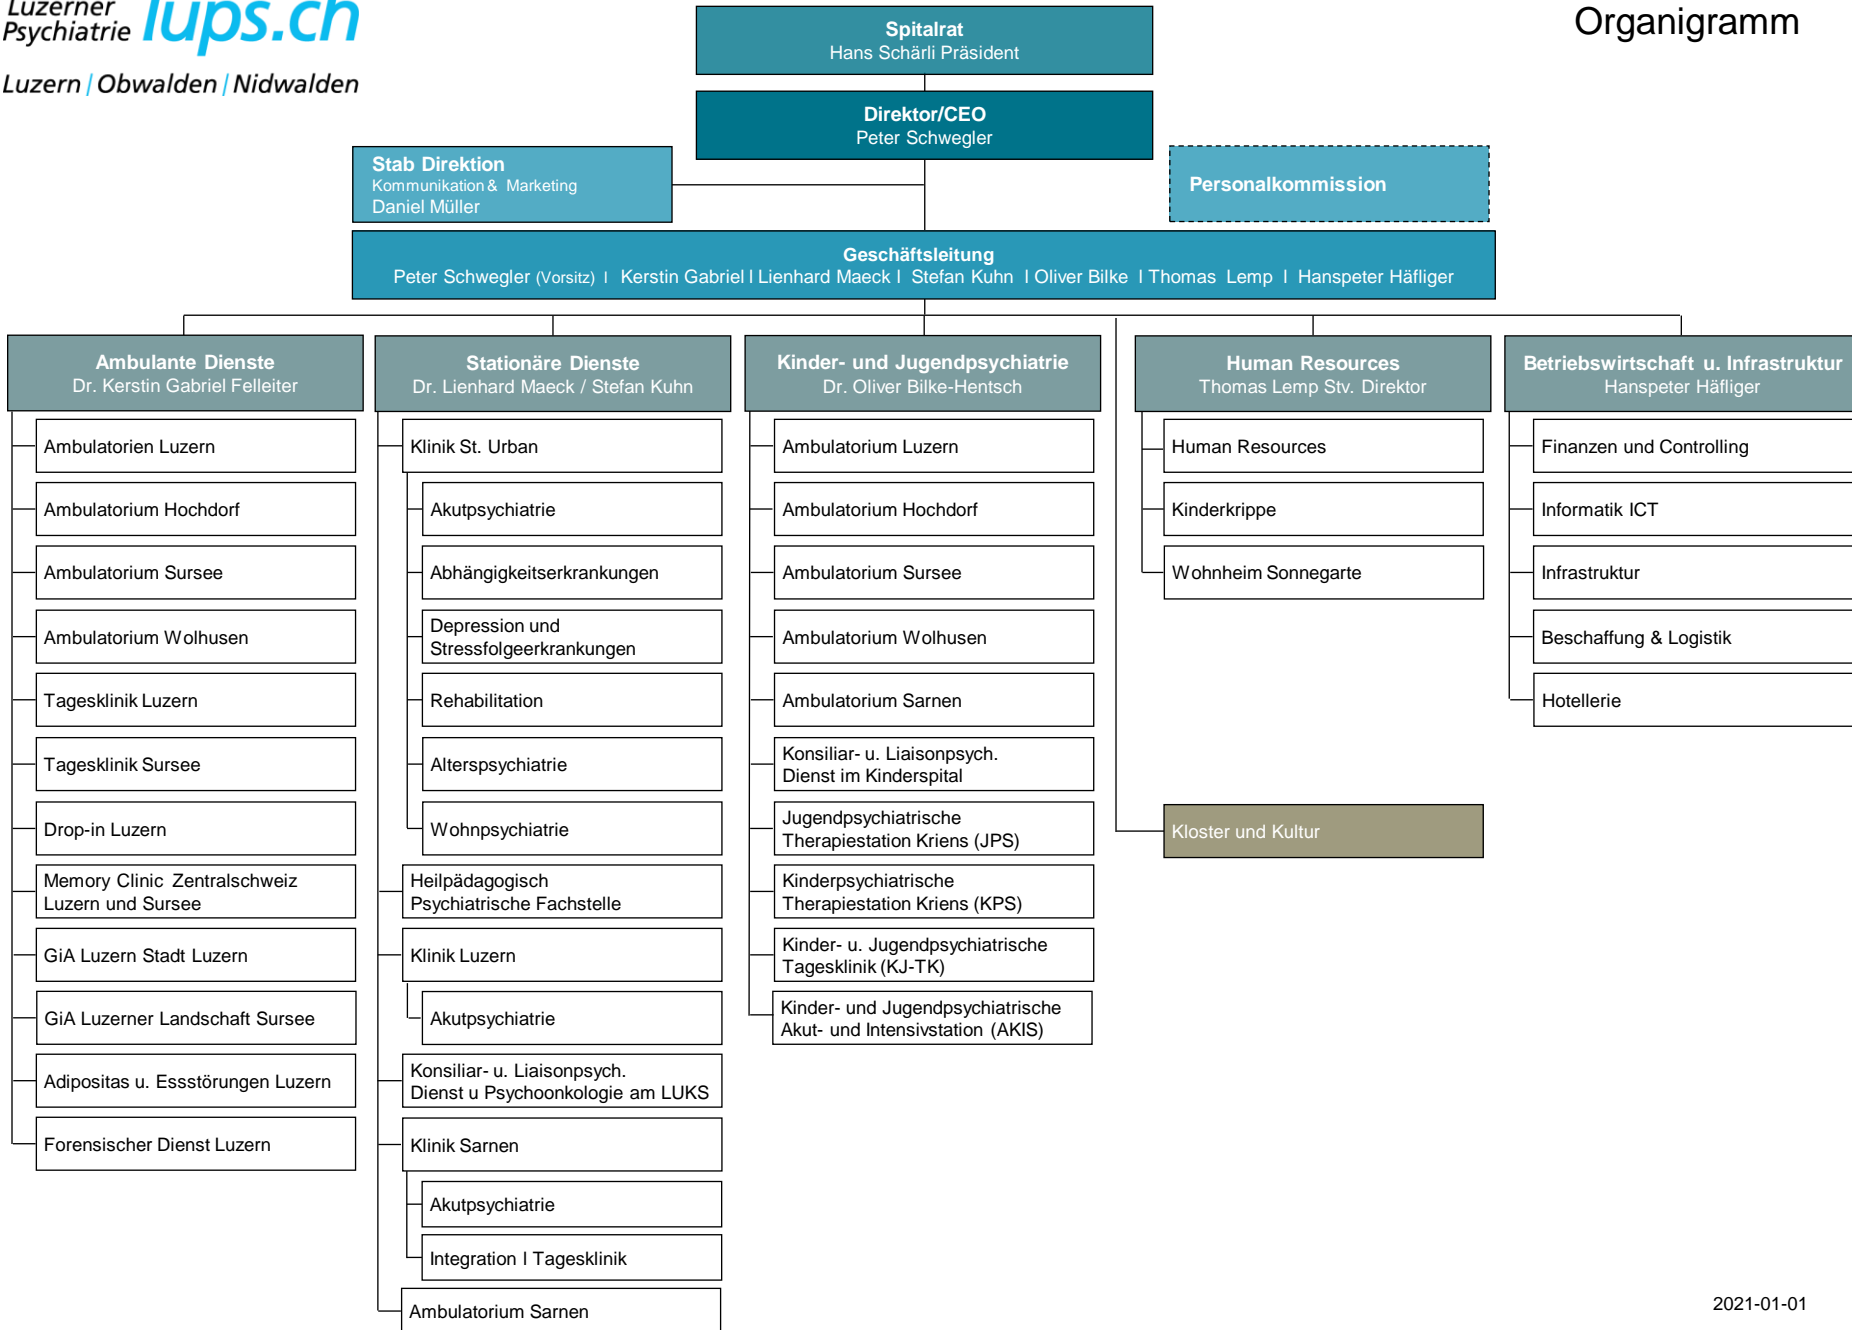 Luzerner
Psychiatrie lups.ch
Luzern | Obwalden | Nidwalden
Organigramm
Spitalrat
Hans Schärli Präsident
Direktor/CEO
Peter Schwegler
Stab Direktion
Kommunikation & Marketing
Daniel Müller
Personalkommission
Geschäftsleitung
Peter Schwegler (Vorsitz) I Kerstin Gabriel I Lienhard Maeck I Stefan Kuhn I Oliver Bilke I Thomas Lemp I Hanspeter Häfliger
Ambulante Dienste
Dr. Kerstin Gabriel Felleiter
Ambulatorien Luzern
Ambulatorium Hochdorf
Ambulatorium Sursee
Ambulatorium Wolhusen
Tagesklinik Luzern
Tagesklinik Sursee
Drop-in Luzern
Memory Clinic Zentralschweiz
Luzern und Sursee
GiA Luzern Stadt Luzern
GiA Luzerner Landschaft Sursee
Adipositas u. Essstörungen Luzern
Forensischer Dienst Luzern
Stationäre Dienste
Dr. Lienhard Maeck / Stefan Kuhn
Klinik St. Urban
Akutpsychiatrie
Abhängigkeitserkrankungen
Depression und
Stressfolgeerkrankungen
Rehabilitation
Alterspsychiatrie
Wohnpsychiatrie
Heilpädagogisch
Psychiatrische Fachstelle
Klinik Luzern
Akutpsychiatrie
Konsiliar- u. Liaisonpsych.
Dienst u Psychoonkologie am LUKS
Klinik Sarnen
Akutpsychiatrie
Integration I Tagesklinik
Ambulatorium Sarnen
Kinder- und Jugendpsychiatrie
Dr. Oliver Bilke-Hentsch
Ambulatorium Luzern
Ambulatorium Hochdorf
Ambulatorium Sursee
Ambulatorium Wolhusen
Ambulatorium Sarnen
Konsiliar- u. Liaisonpsych.
Dienst im Kinderspital
Jugendpsychiatrische
Therapiestation Kriens (JPS)
Kinderpsychiatrische
Therapiestation Kriens (KPS)
Kinder- u. Jugendpsychiatrische
Tagesklinik (KJ-TK)
Kinder- und Jugendpsychiatrische
Akut- und Intensivstation (AKIS)
Human Resources
Thomas Lemp Stv. Direktor
Human Resources
Kinderkrippe
Wohnheim Sonnegarte
Kloster und Kultur
Betriebswirtschaft u. Infrastruktur
Hanspeter Häfliger
Finanzen und Controlling
Informatik ICT
Infrastruktur
Beschaffung & Logistik
Hotellerie
2021-01-01